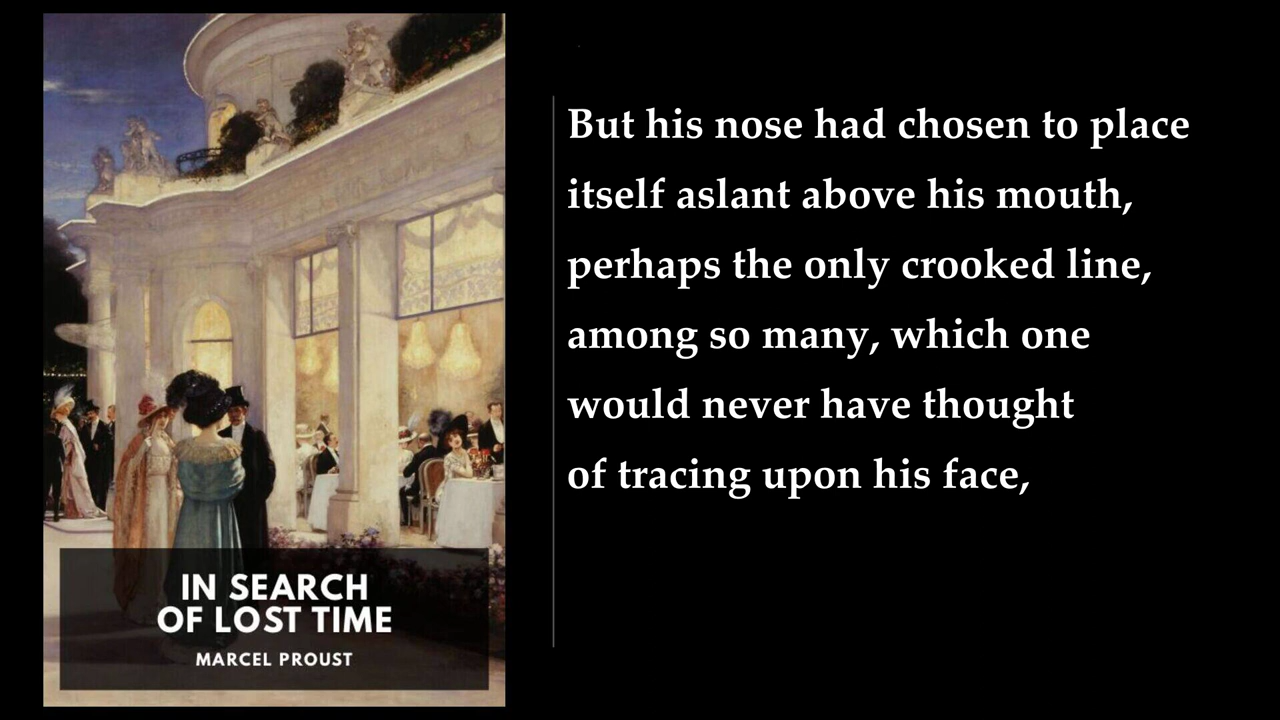 IN SEARCH
OF LOST TIME
MARCEL PROUST
But his nose had chosen to place
itself aslant above his mouth,
perhaps the only crooked line,
among so many, which one
would never have thought
of tracing upon his face,